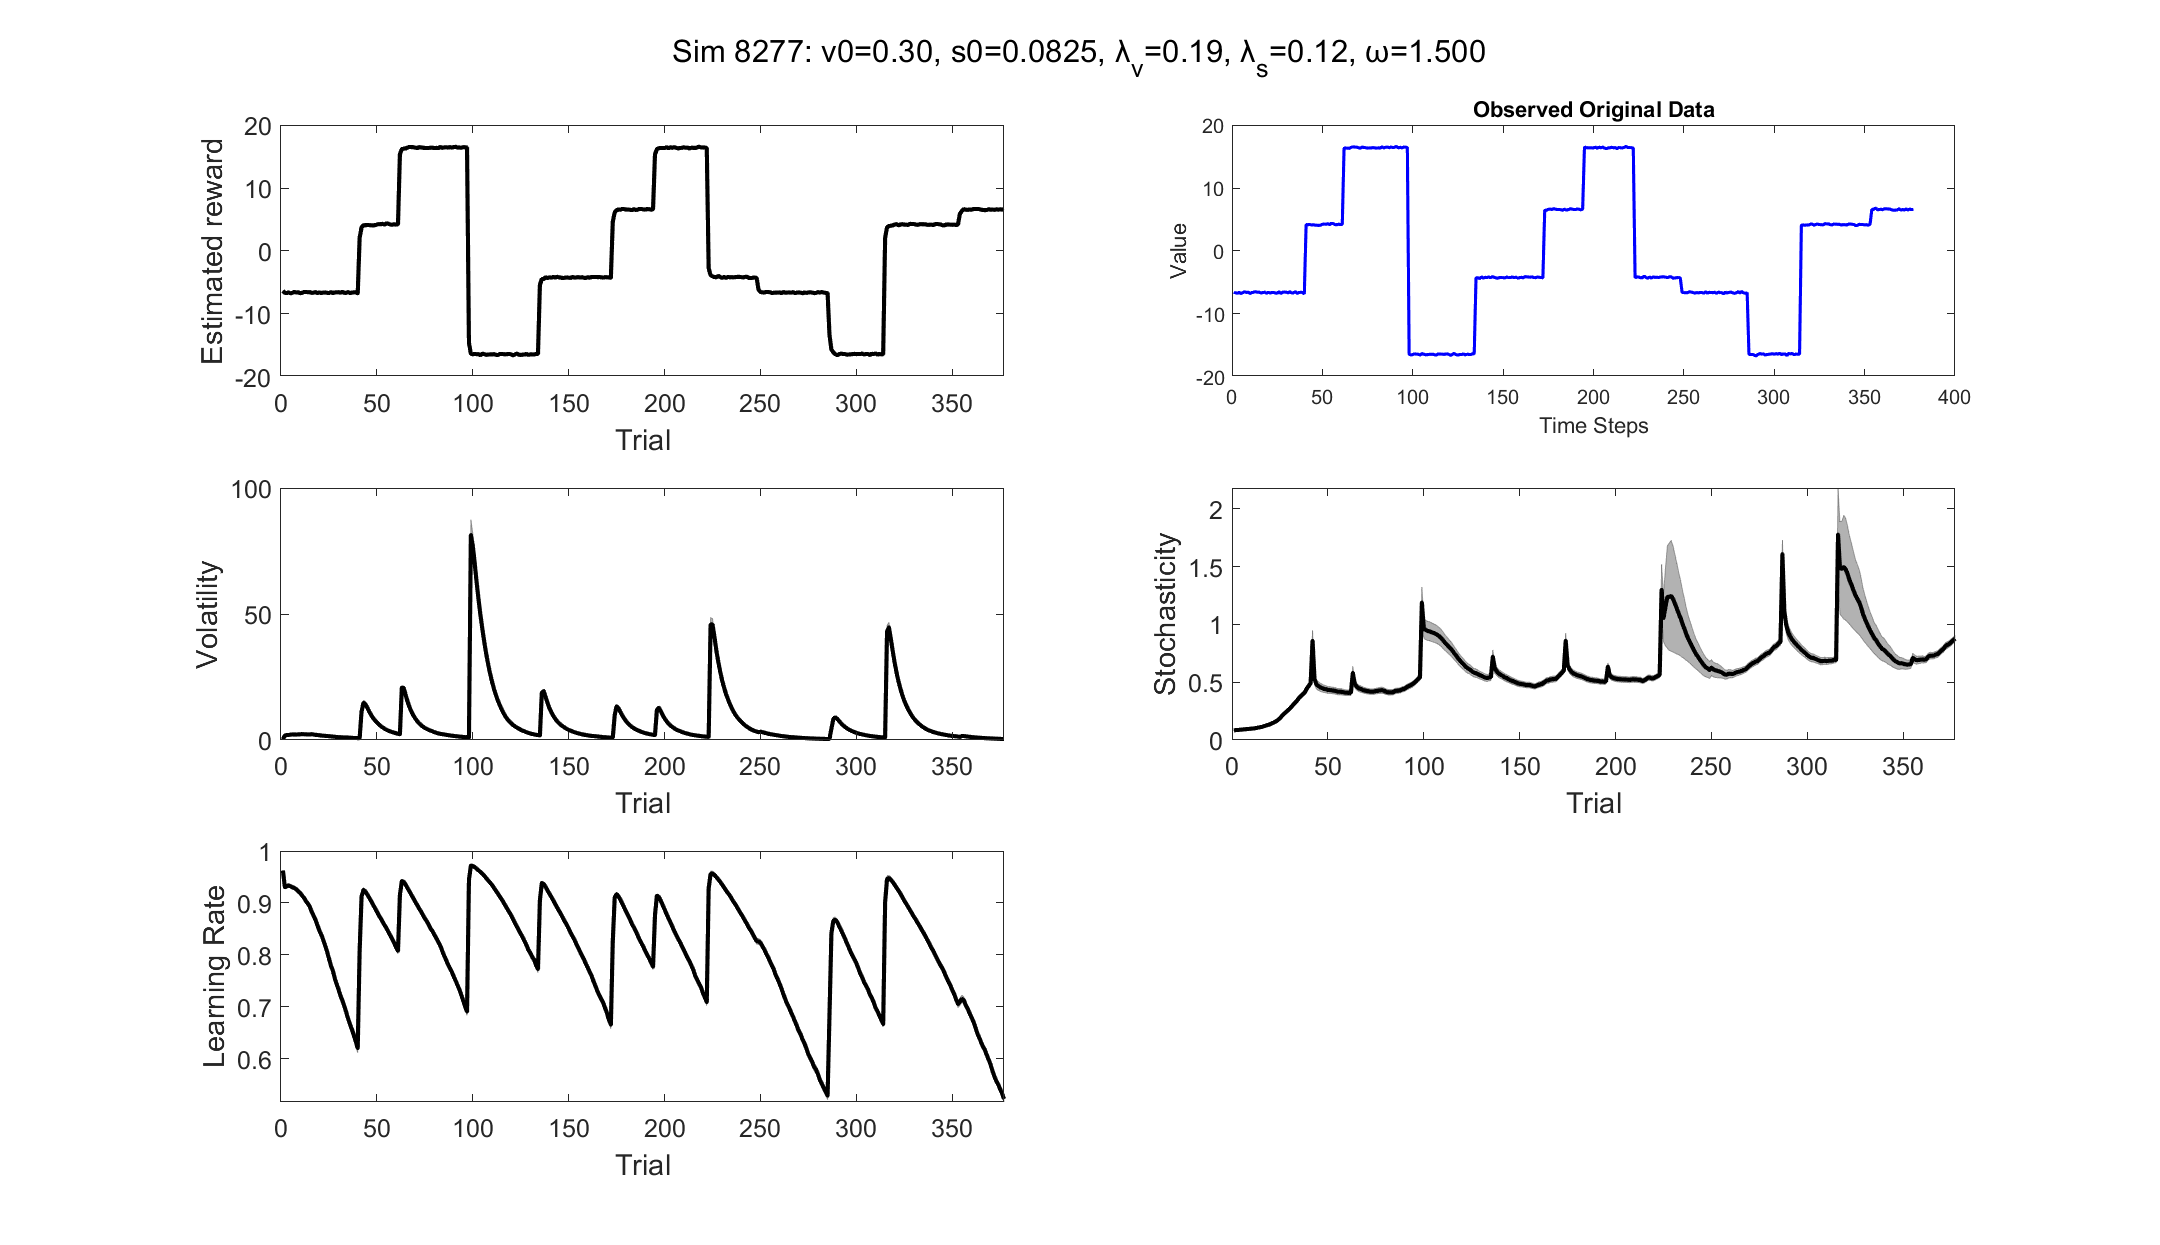 Sim 8277: v0=0.30, s0=0.0825, λv=0.19, λs=0.12, ω=1.500
Estimated reward
20
10
0
-10
-20
0 50 100 150 200 250 300 350
Trial
Observed Original Data
Value
20
10
0
-10
-20
0 50 100 150 200 250 300 350 400
Time Steps
Volatility
100
50
0
0 50 100 150 200 250 300 350
Trial
Stochasticity
2
1.5
1
0.5
0
0 50 100 150 200 250 300 350
Trial
Learning Rate
1
0.9
0.8
0.7
0.6
0 50 100 150 200 250 300 350
Trial